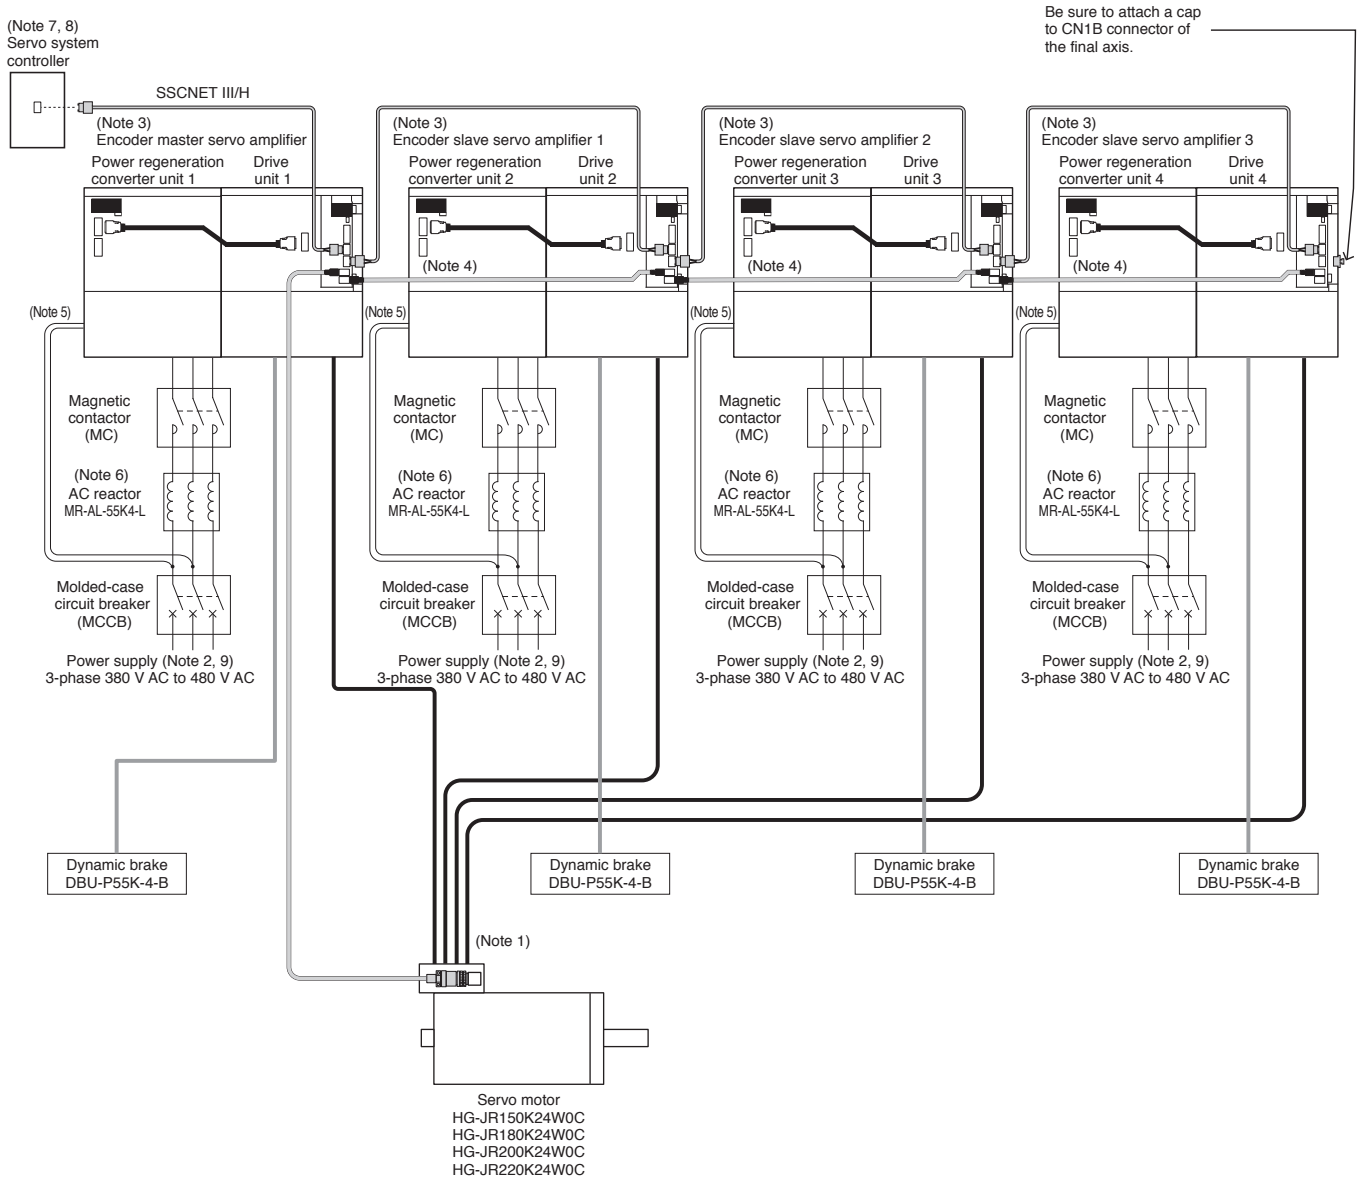 Be sure to attach a cap
to CN1B connector of
the final axis.
(Note 7, 8)
Servo system
controller
SSCNET III/H
(Note 3)
Encoder master servo amplifier
Power regeneration
converter unit 1
Drive
unit 1
(Note 3)
Encoder slave servo amplifier 1
Power regeneration
converter unit 2
Drive
unit 2
(Note 3)
Encoder slave servo amplifier 2
Power regeneration
converter unit 3
Drive
unit 3
(Note 3)
Encoder slave servo amplifier 3
Power regeneration
converter unit 4
Drive
unit 4
(Note 4)
(Note 4)
(Note 4)
(Note 5)
(Note 5)
(Note 5)
(Note 5)
Magnetic
contactor
(MC)
(Note 6)
AC reactor
MR-AL-55K4-L
Molded-case
circuit breaker
(MCCB)
Power supply (Note 2, 9)
3-phase 380 V AC to 480 V AC
Magnetic
contactor
(MC)
(Note 6)
AC reactor
MR-AL-55K4-L
Molded-case
circuit breaker
(MCCB)
Power supply (Note 2, 9)
3-phase 380 V AC to 480 V AC
Magnetic
contactor
(MC)
(Note 6)
AC reactor
MR-AL-55K4-L
Molded-case
circuit breaker
(MCCB)
Power supply (Note 2, 9)
3-phase 380 V AC to 480 V AC
Magnetic
contactor
(MC)
(Note 6)
AC reactor
MR-AL-55K4-L
Molded-case
circuit breaker
(MCCB)
Power supply (Note 2, 9)
3-phase 380 V AC to 480 V AC
Dynamic brake
DBU-P55K-4-B
Dynamic brake
DBU-P55K-4-B
Dynamic brake
DBU-P55K-4-B
Dynamic brake
DBU-P55K-4-B
(Note 1)
Servo motor
HG-JR150K24W0C
HG-JR180K24W0C
HG-JR200K24W0C
HG-JR220K24W0C